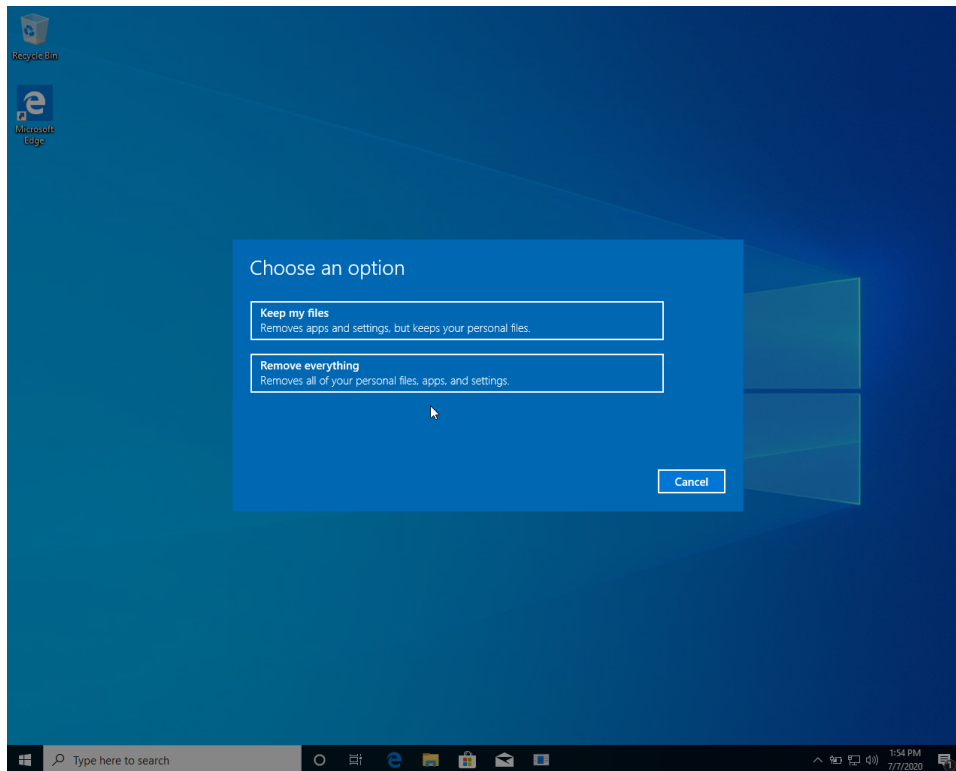 Recycle Bin
Microsoft
Edge
Choose an option
Keep my files
Removes apps and settings, but keeps your personal files.
Remove everything
Removes all of your personal files, apps, and settings.
Cancel
Type here to search
1:54 PM
7/7/2020
1